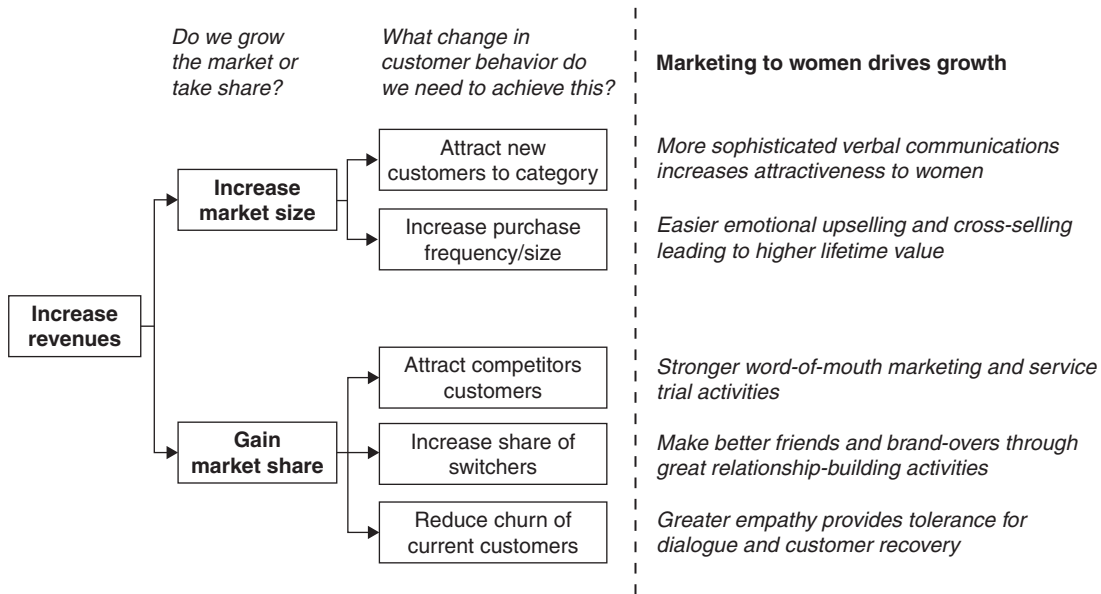 Do we grow
the market or
take share?
What change in
customer behavior do
we need to achieve this?
Marketing to women drives growth
Increase
revenues
Increase
market size
Attract new
customers to category
More sophisticated verbal communications
increases attractiveness to women
Increase purchase
frequency/size
Easier emotional upselling and cross-selling
leading to higher lifetime value
Gain
market share
Attract competitors
customers
Stronger word-of-mouth marketing and service
trial activities
Increase share of
switchers
Make better friends and brand-overs through
great relationship-building activities
Reduce churn of
current customers
Greater empathy provides tolerance for
dialogue and customer recovery